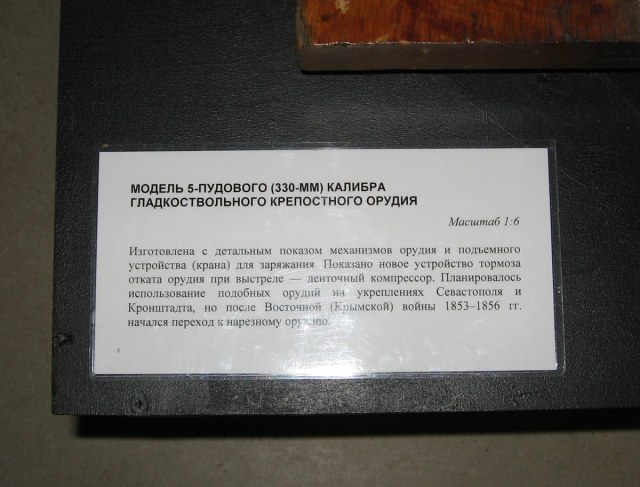 МОДЕЛЬ 5-ПУДОВОГО (330-ММ) КАЛИБРА
ГЛАДКОСТВОЛЬНОГО КРЕПОСТНОГО ОРУДИЯ
Масштаб 1:6
Изготовлена с детальным показом механизмов орудия и подъемного
устройства (крана) для заряжания. Показано новое устройство тормоза
отката орудия при выстреле — ленточный компрессор. Планировалось
использование подобных орудий на укреплениях Севастополя и
Кронштадта, но после Восточной (Крымской) войны 1853–1856 гг.
начался переход к нарезному оружию.